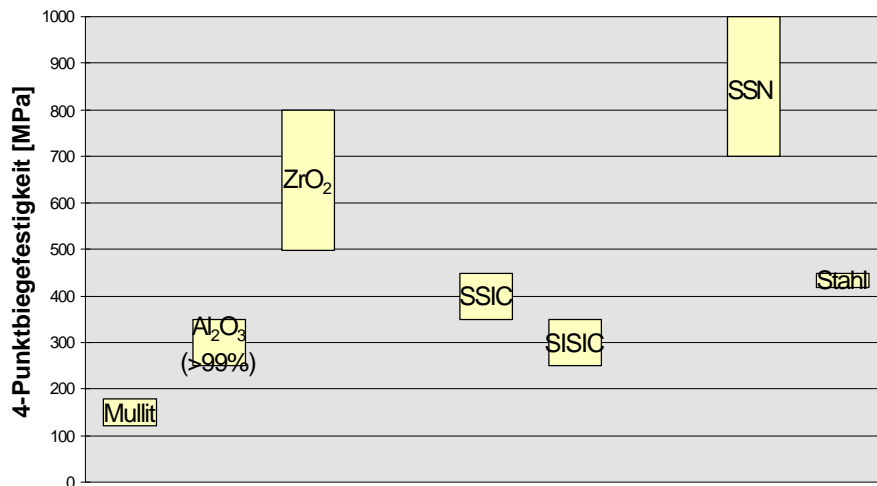 4-Punktbiegefestigkeit [MPa]
1000
900
800
700
600
500
400
300
200
100
0
Mullit
Al₂O₃
(>99%)
ZrO₂
SSIC
SISIC
SSN
Stahl